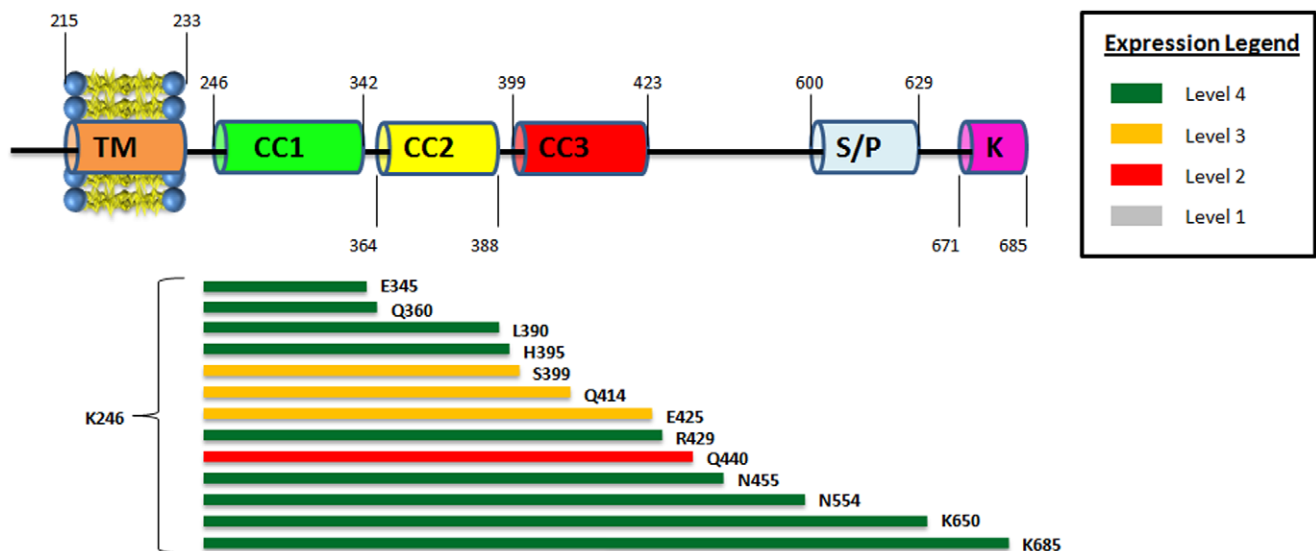 215
233
246
342
399
423
600
629
TM
CC1
CC2
CC3
S/P
K
364
388
671
685
Expression Legend
Level 4
Level 3
Level 2
Level 1
K246
E345
Q360
L390
H395
S399
Q414
E425
R429
Q440
N455
N554
K650
K685